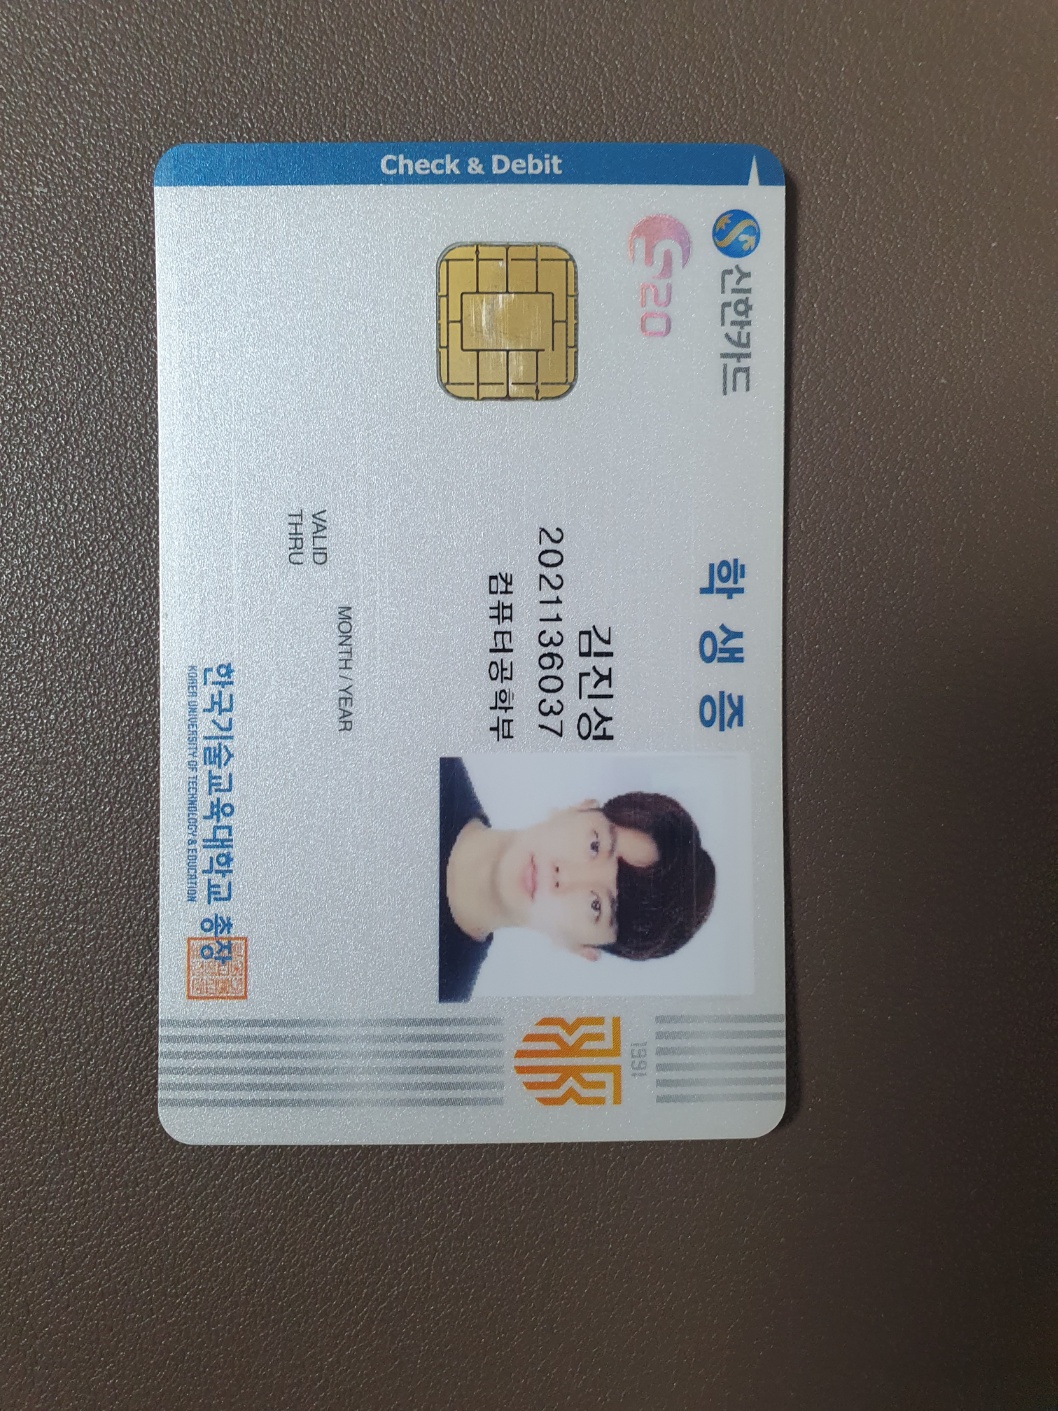 Check & Debit
신한카드
S20
학생증
김진성
2021136037
컴퓨터공학부
MONTH / YEAR
VALID
THRU
한국기술교육대학교 총장
KOREA UNIVERSITY OF TECHNOLOGY & EDUCATION
1991